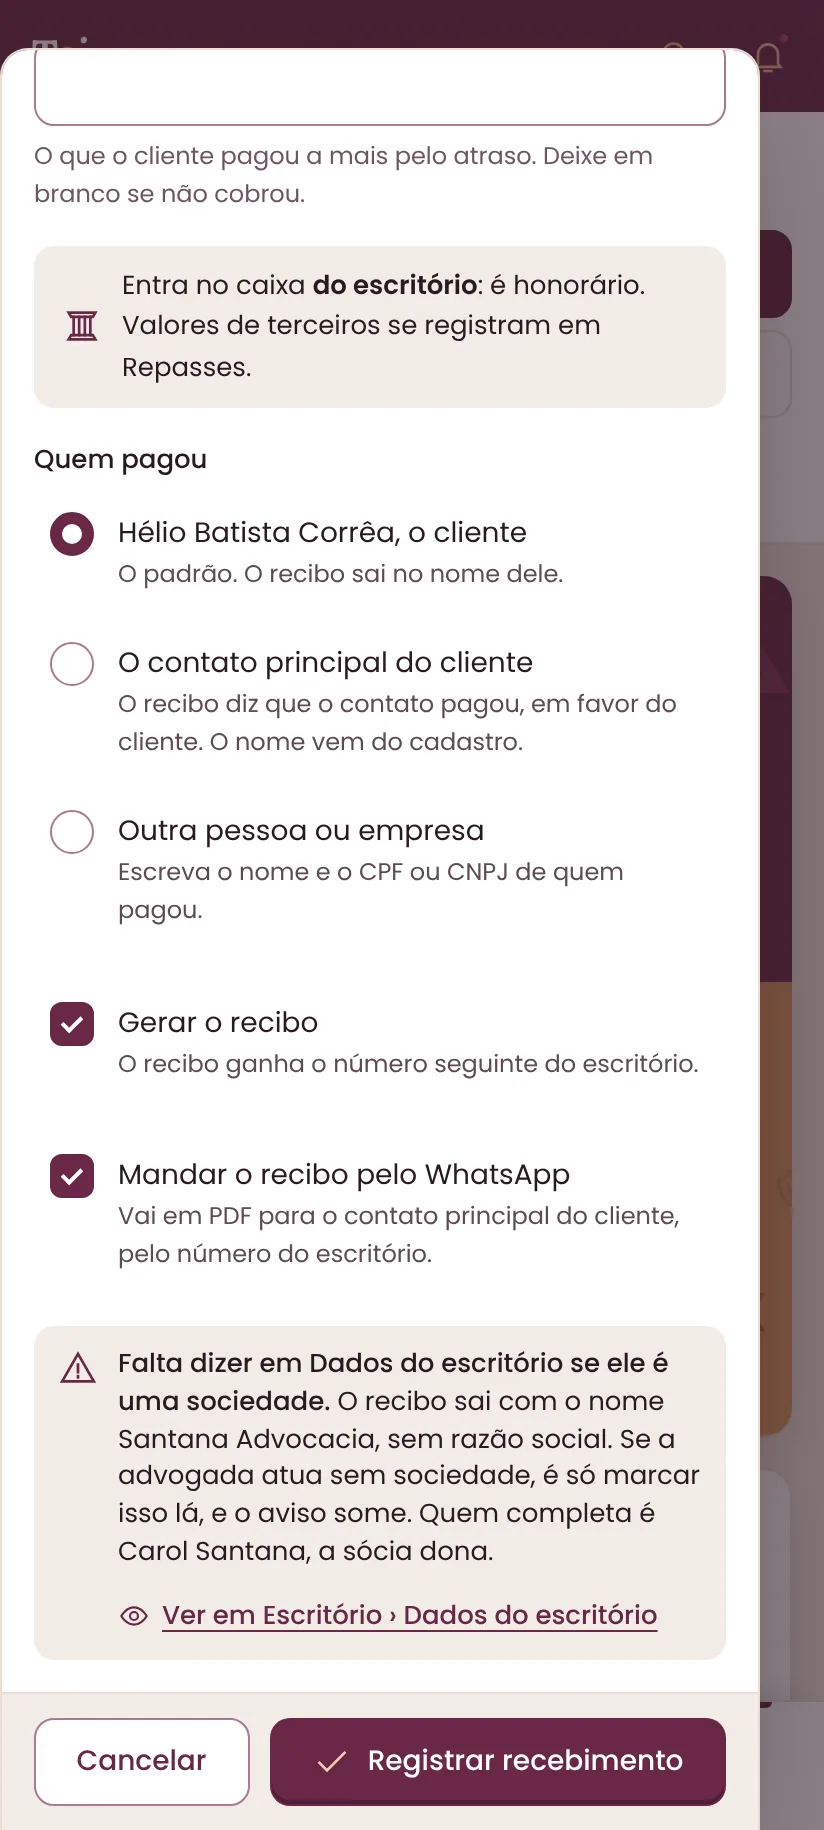 O que o cliente pagou a mais pelo atraso. Deixe em
branco se não cobrou.
Entra no caixa do escritório: é honorário.
Valores de terceiros se registram em
Repasses.
Quem pagou
Hélio Batista Corrêa, o cliente
O padrão. O recibo sai no nome dele.
O contato principal do cliente
O recibo diz que o contato pagou, em favor do
cliente. O nome vem do cadastro.
Outra pessoa ou empresa
Escreva o nome e o CPF ou CNPJ de quem
pagou.
Gerar o recibo
O recibo ganha o número seguinte do escritório.
Mandar o recibo pelo WhatsApp
Vai em PDF para o contato principal do cliente,
pelo número do escritório.
Falta dizer em Dados do escritório se ele é
uma sociedade. O recibo sai com o nome
Santana Advocacia, sem razão social. Se a
advogada atua sem sociedade, é só marcar
isso lá, e o aviso some. Quem completa é
Carol Santana, a sócia dona.
Ver em Escritório › Dados do escritório
Cancelar
Registrar recebimento